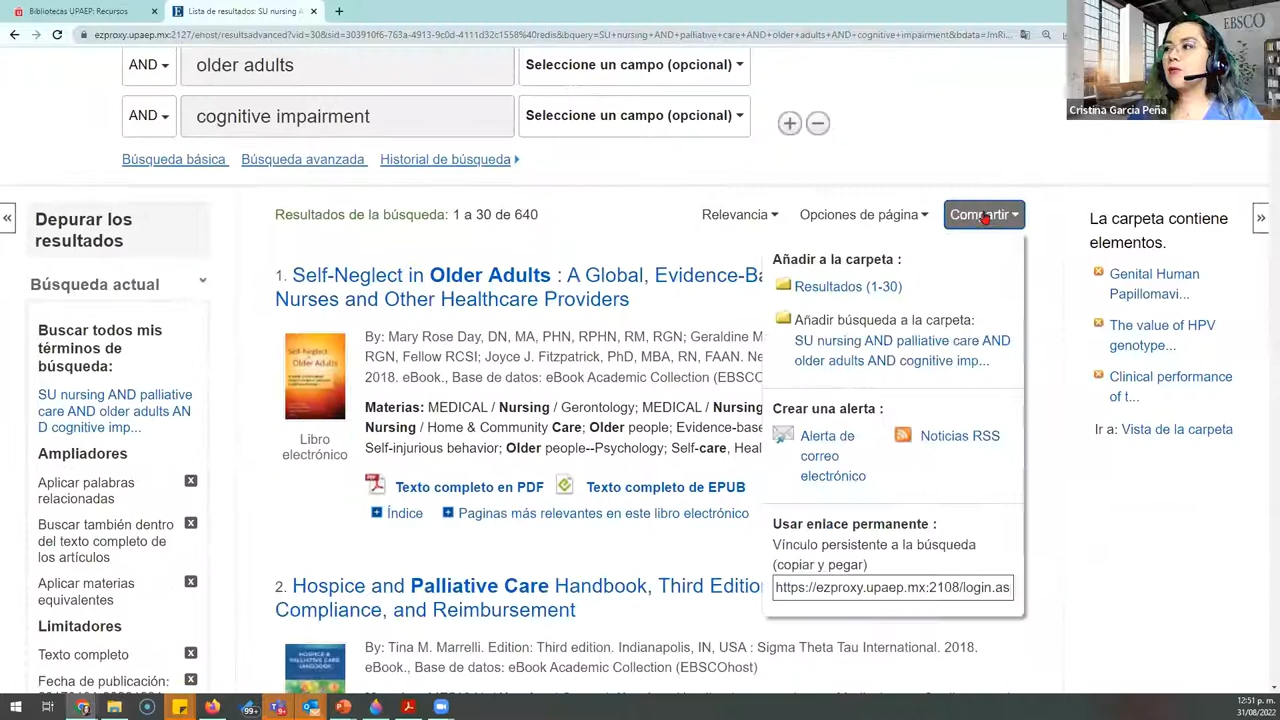 Bibliotecas UPAEP: Recursos
Lista de resultados: SU nursing A
ezproxy.upaep.mx:2127/ehost/resultsadvanced?vid=30&sid=303910f6-763a-4913-9c0d-4111d32c1558%40redis&bquery=SU+nursing+AND+palliative+care+AND+older+adults+AND+cognitive+impairment&bdata=JmRi...
EBSCO
Cristina Garcia Peña
AND
older adults
Seleccione un campo (opcional)
AND
cognitive impairment
Seleccione un campo (opcional)
Búsqueda básica
Búsqueda avanzada
Historial de búsqueda
Depurar los
resultados
Búsqueda actual
Buscar todos mis
términos de
búsqueda:
SU nursing AND palliative
care AND older adults AN
D cognitive imp...
Ampliadores
Aplicar palabras
relacionadas
Buscar también dentro
del texto completo de
los artículos
Aplicar materias
equivalentes
Limitadores
Texto completo
Fecha de publicación:
Resultados de la búsqueda: 1 a 30 de 640
Relevancia
Opciones de página
Compartir
1. Self-Neglect in Older Adults : A Global, Evidence-Ba
Nurses and Other Healthcare Providers
By: Mary Rose Day, DN, MA, PHN, RPHN, RM, RGN; Geraldine M
RGN, Fellow RCSI; Joyce J. Fitzpatrick, PhD, MBA, RN, FAAN. Ne
2018. eBook., Base de datos: eBook Academic Collection (EBSCO
Materias: MEDICAL / Nursing / Gerontology; MEDICAL / Nursing
Nursing / Home & Community Care; Older people; Evidence-base
Self-injurious behavior; Older people--Psychology; Self-care, Heal
Self-Neglect
Older Adults
Libro
electrónico
Texto completo en PDF
Texto completo de EPUB
Índice
Paginas más relevantes en este libro electrónico
2. Hospice and Palliative Care Handbook, Third Edition
Compliance, and Reimbursement
By: Tina M. Marrelli. Edition: Third edition. Indianapolis, IN, USA : Sigma Theta Tau International. 2018.
eBook., Base de datos: eBook Academic Collection (EBSCOhost)
HOSPICE &
PALLIATIVE CARE
HANDBOOK
Añadir a la carpeta :
Resultados (1-30)
Añadir búsqueda a la carpeta:
SU nursing AND palliative care AND
older adults AND cognitive imp...
Crear una alerta :
Alerta de
correo
electrónico
Noticias RSS
Usar enlace permanente :
Vínculo persistente a la búsqueda
(copiar y pegar)
https://ezproxy.upaep.mx:2108/login.as
La carpeta contiene
elementos.
Genital Human
Papillomavi...
The value of HPV
genotype...
Clinical performance
of t...
Ir a: Vista de la carpeta
99+
12:51 p. m.
31/08/2022